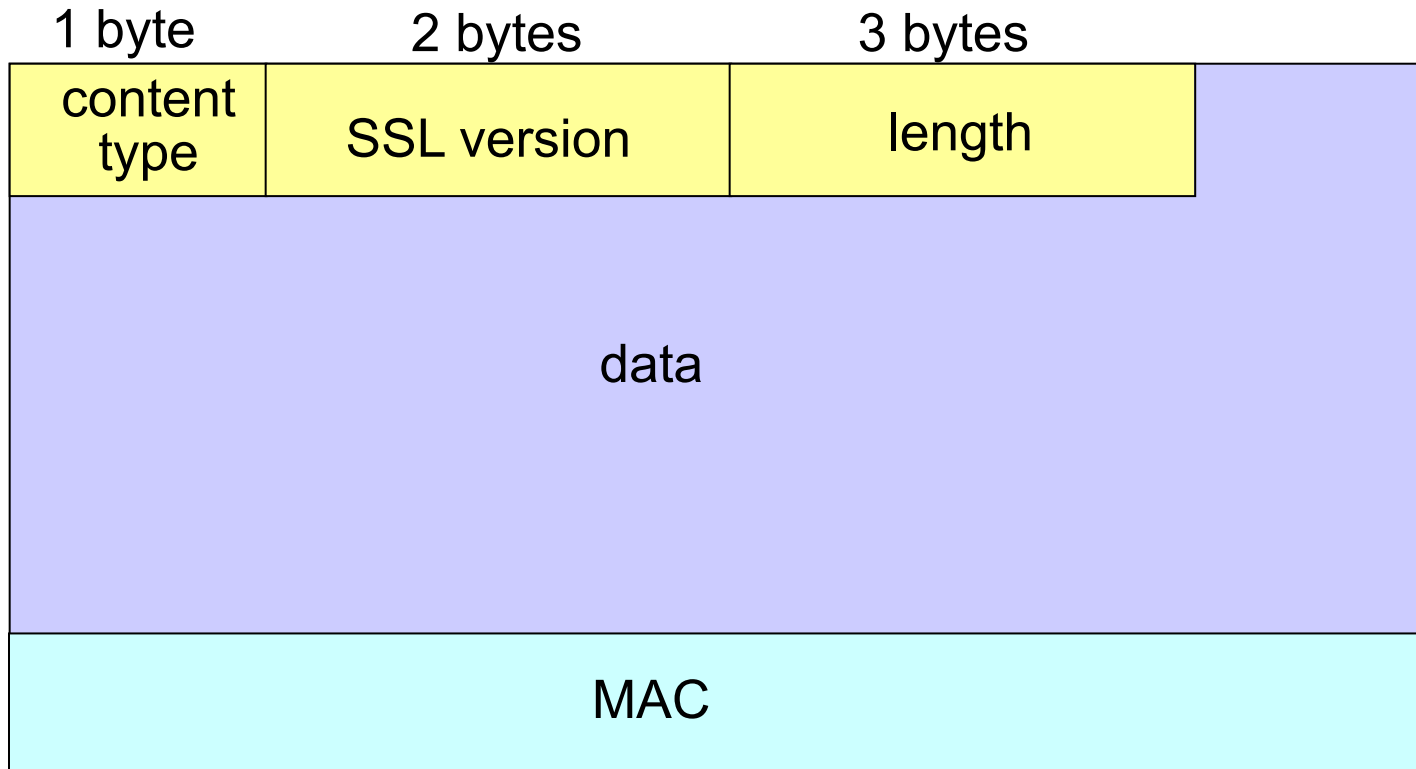 1 byte 2 bytes 3 bytes
content
type
SSL version
length
data
MAC